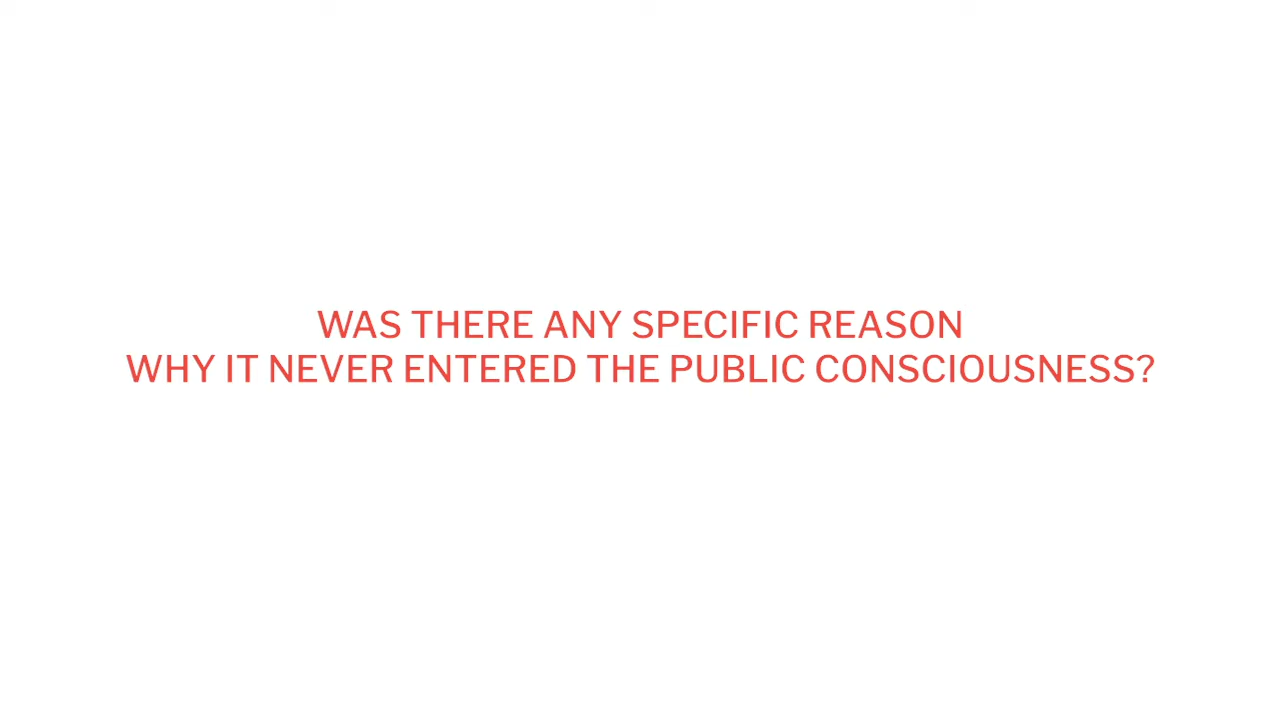 WAS THERE ANY SPECIFIC REASON
WHY IT NEVER ENTERED THE PUBLIC CONSCIOUSNESS?